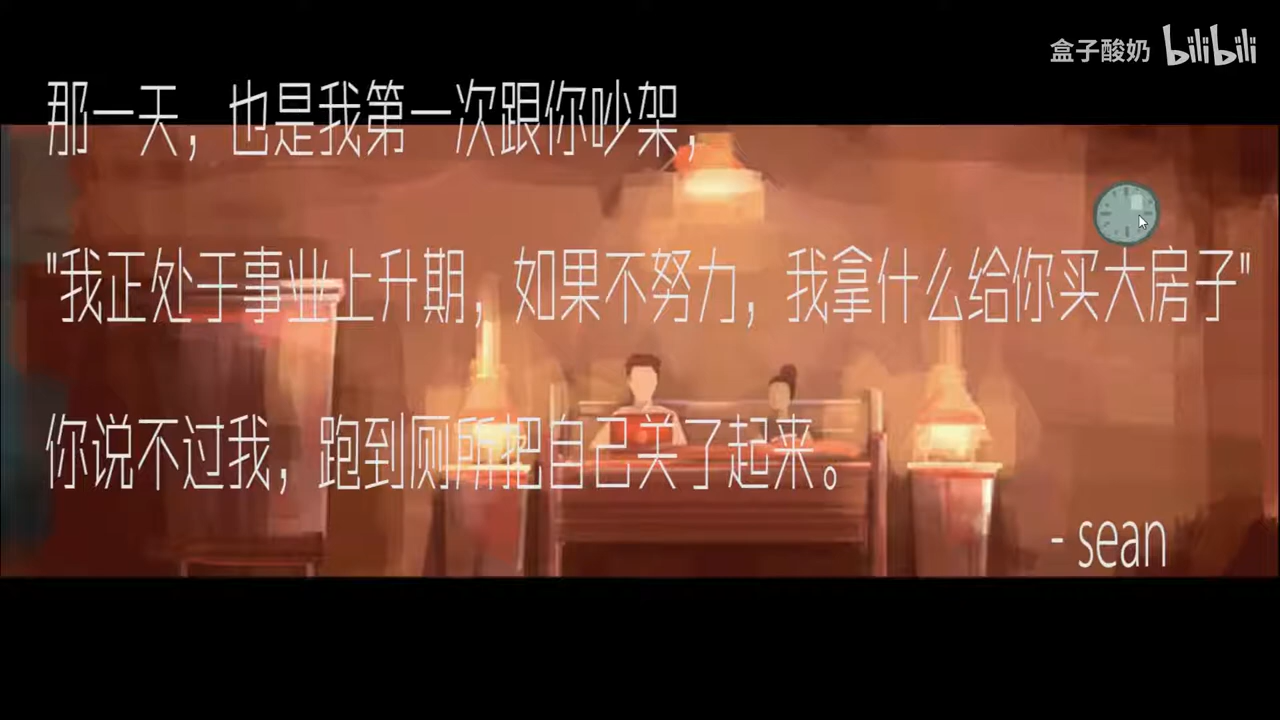 盒子酸奶 bilibili
那一天，也是我第一次跟你吵架，
"我正处于事业上升期，如果不努力，我拿什么给你买大房子"
你说不过我，跑到厕所把自己关了起来。
- sean